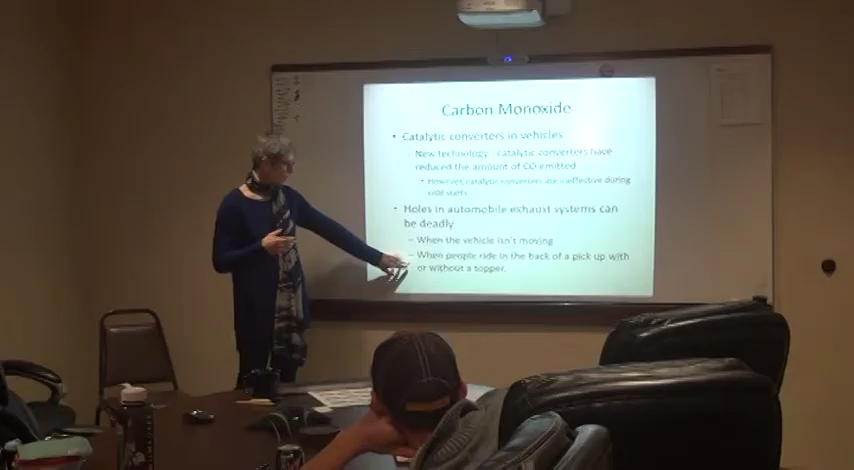 Carbon Monoxide
• Catalytic converters in vehicles
– New technology - catalytic converters have
reduced the amount of CO emitted
• However, catalytic converters are ineffective during
cold starts
• Holes in automobile exhaust systems can
be deadly
– When the vehicle isn't moving
– When people ride in the back of a pick up with
or without a topper.